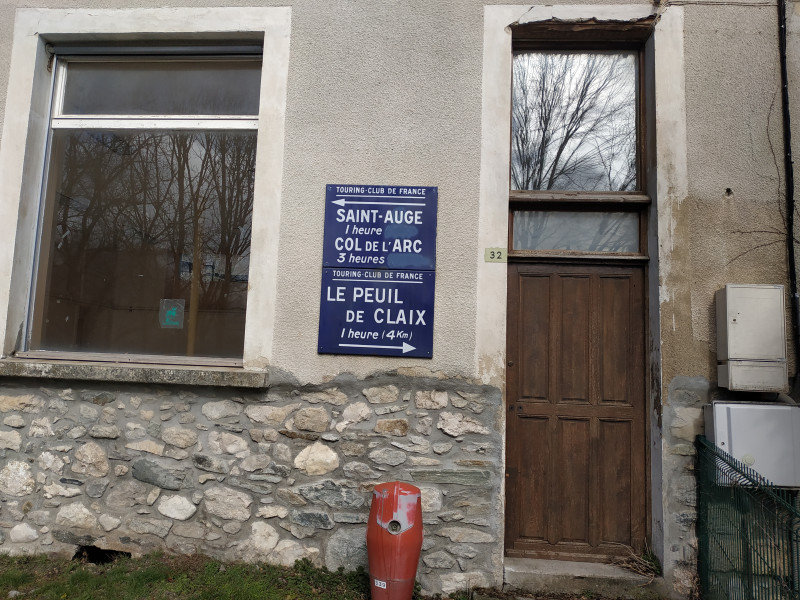 TOURING-CLUB DE FRANCE
SAINT-AUGE
1 heure
COL DE L'ARC
3 heures
TOURING-CLUB DE FRANCE
LE PEUIL
DE CLAIX
1 heure (4 Km)
32